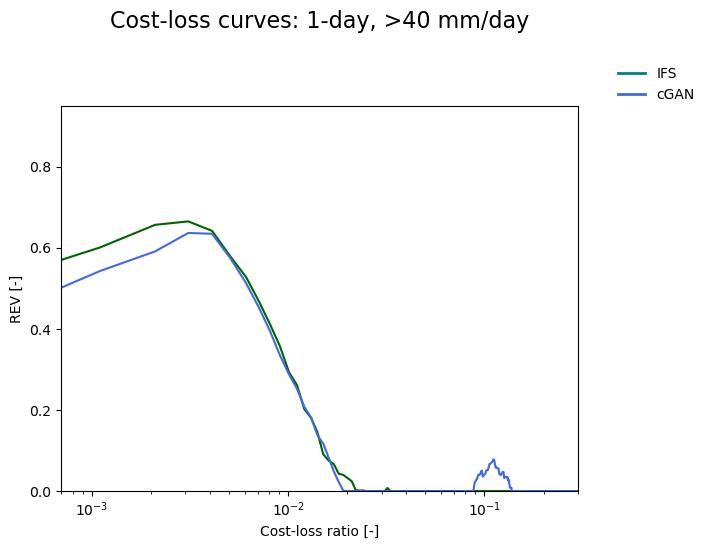 Cost-loss curves: 1-day, >40 mm/day
IFS
cGAN
0.8
0.6
0.4
0.2
0.0
REV [-]
10⁻³
10⁻²
10⁻¹
Cost-loss ratio [-]